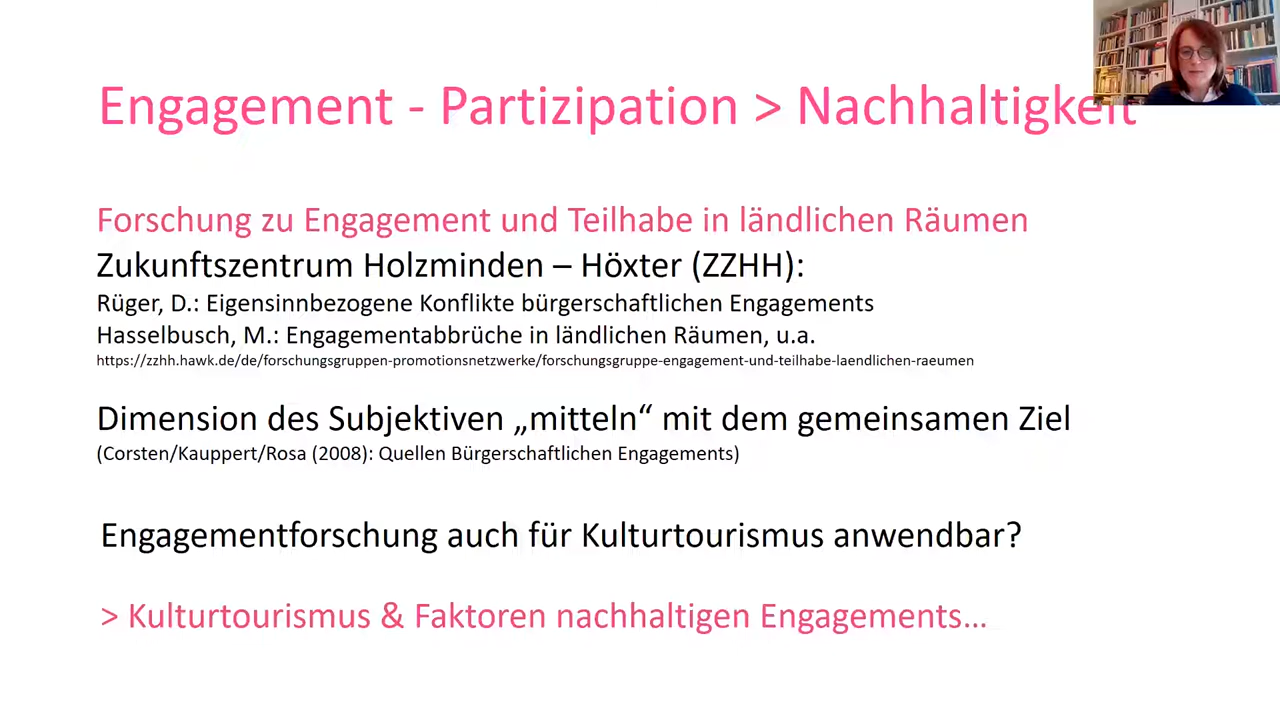 Engagement - Partizipation > Nachhaltigkeit
Forschung zu Engagement und Teilhabe in ländlichen Räumen
Zukunftszentrum Holzminden – Höxter (ZZHH):
Rüger, D.: Eigensinnbezogene Konflikte bürgerschaftlichen Engagements
Hasselbusch, M.: Engagementabbrüche in ländlichen Räumen, u.a.
https://zzhh.hawk.de/de/forschungsgruppen-promotionsnetzwerke/forschungsgruppe-engagement-und-teilhabe-laendlichen-raeumen
Dimension des Subjektiven „mitteln“ mit dem gemeinsamen Ziel
(Corsten/Kauppert/Rosa (2008): Quellen Bürgerschaftlichen Engagements)
Engagementforschung auch für Kulturtourismus anwendbar?
> Kulturtourismus & Faktoren nachhaltigen Engagements…